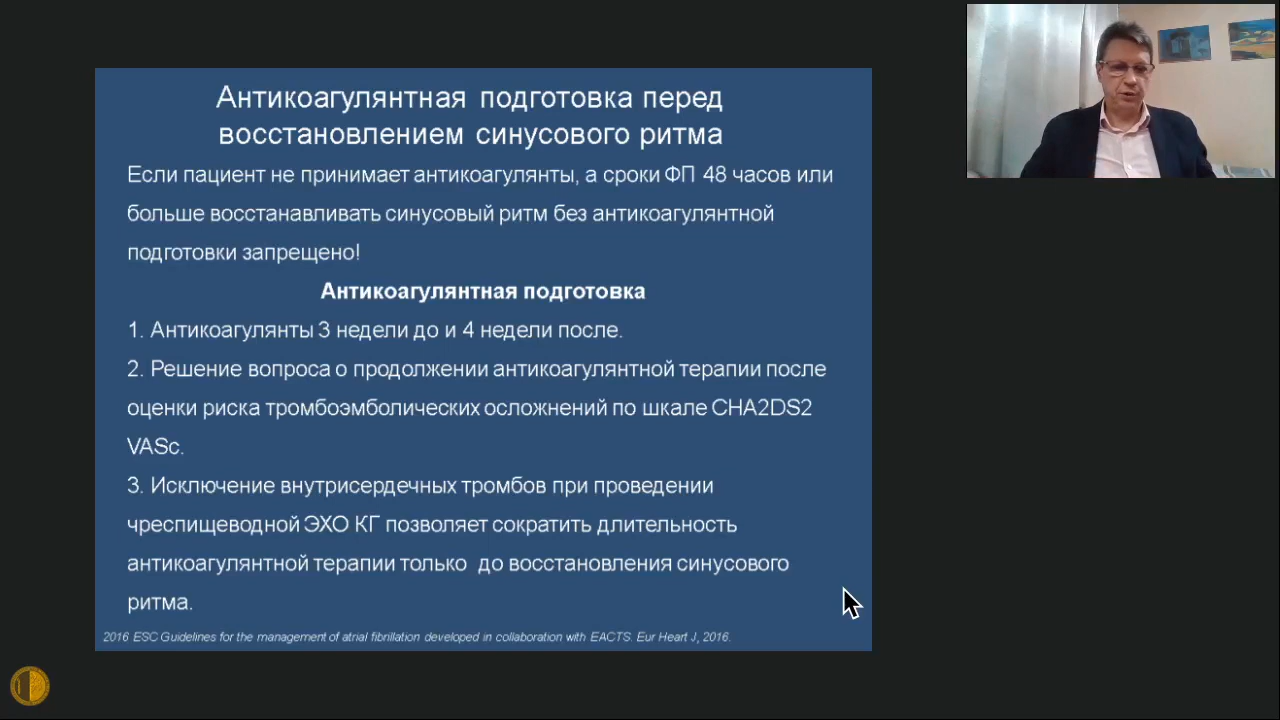 Антикоагулянтная подготовка перед
восстановлением синусового ритма
Если пациент не принимает антикоагулянты, а сроки ФП 48 часов или
больше восстанавливать синусовый ритм без антикоагулянтной
подготовки запрещено!
Антикоагулянтная подготовка
1. Антикоагулянты 3 недели до и 4 недели после.
2. Решение вопроса о продолжении антикоагулянтной терапии после
оценки риска тромбоэмболических осложнений по шкале CHA2DS2
VASc.
3. Исключение внутрисердечных тромбов при проведении
чреспищеводной ЭХО КГ позволяет сократить длительность
антикоагулянтной терапии только до восстановления синусового
ритма.
2016 ESC Guidelines for the management of atrial fibrillation developed in collaboration with EACTS. Eur Heart J, 2016.